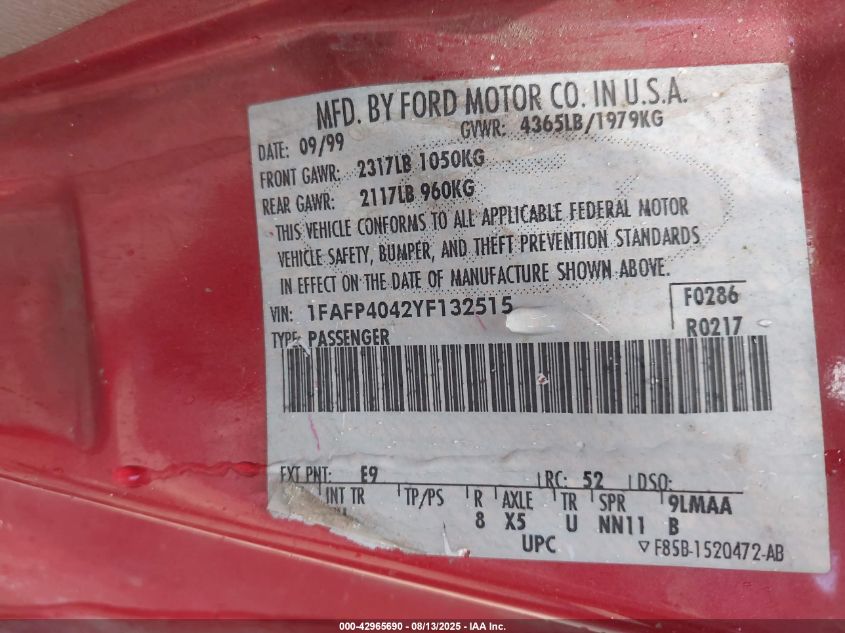 MFD. BY FORD MOTOR CO. IN U.S.A.
DATE: 09/99 GVWR: 4365LB/1979KG
FRONT GAWR: 2317LB 1050KG
REAR GAWR: 2117LB 960KG
THIS VEHICLE CONFORMS TO ALL APPLICABLE FEDERAL MOTOR
VEHICLE SAFETY, BUMPER, AND THEFT PREVENTION STANDARDS
IN EFFECT ON THE DATE OF MANUFACTURE SHOWN ABOVE.
VIN: 1FAFP4042YF132515 F0286
TYPE: PASSENGER R0217
EXT PNT: E9 RC: 52 DSO:
INT TR TP/PS R AXLE TR SPR 9LMAA
8 X5 U NN11 B
UPC ▽F85B-1520472-AB
000-42965690 - 08/13/2025 - IAA Inc.